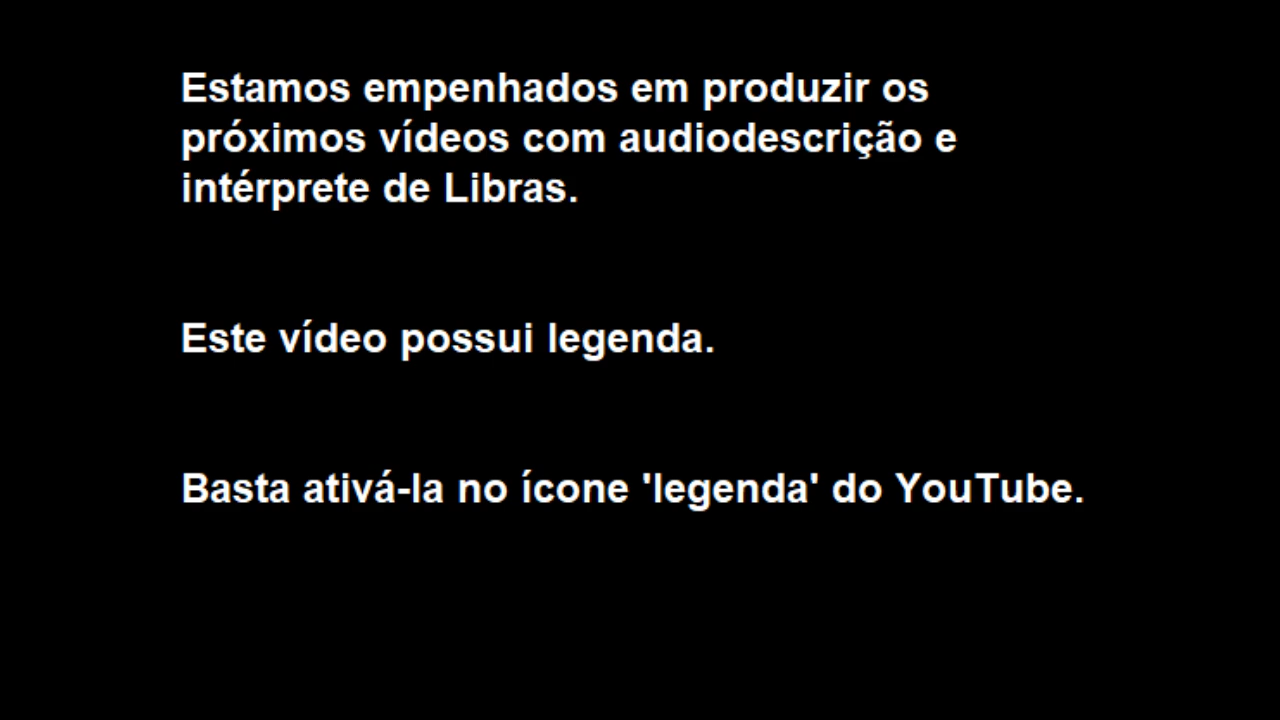 Estamos empenhados em produzir os
próximos vídeos com audiodescrição e
intérprete de Libras.
Este vídeo possui legenda.
Basta ativá-la no ícone 'legenda' do YouTube.